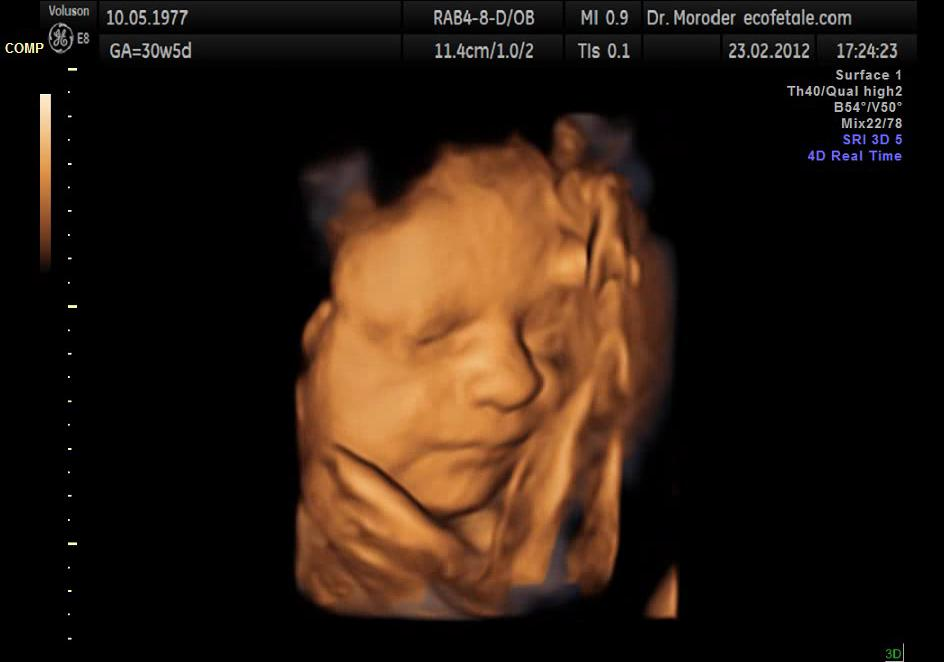 Voluson
E8
COMP
10.05.1977 RAB4-8-D/OB MI 0.9 Dr. Moroder ecofetale.com
GA=30w5d 11.4cm/1.0/2 TIs 0.1 23.02.2012 17:24:23
Surface 1
Th40/Qual high2
B54°/V50°
Mix22/78
SRI 3D 5
4D Real Time
3D